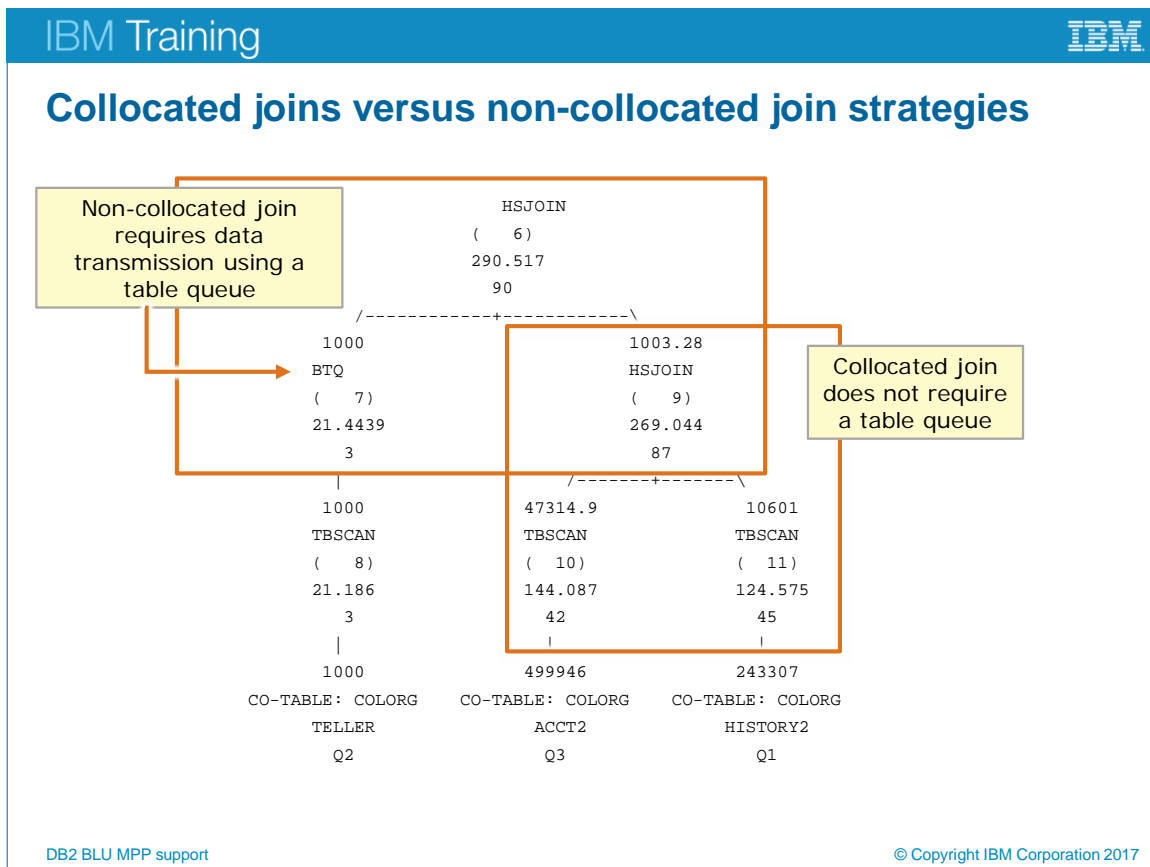 IBM Training
IBM
Collocated joins versus non-collocated join strategies
Non-collocated join
requires data
transmission using a
table queue
HSJOIN
( 6)
290.517
90
/------------+------------\
1000 1003.28
BTQ HSJOIN
( 7) ( 9)
21.4439 269.044
3 87
Collocated join
does not require
a table queue
| /-------+-------\
1000 47314.9 10601
TBSCAN TBSCAN TBSCAN
( 8) ( 10) ( 11)
21.186 144.087 124.575
3 42 45
| | |
1000 499946 243307
CO-TABLE: COLORG CO-TABLE: COLORG CO-TABLE: COLORG
TELLER ACCT2 HISTORY2
Q2 Q3 Q1
DB2 BLU MPP support
© Copyright IBM Corporation 2017